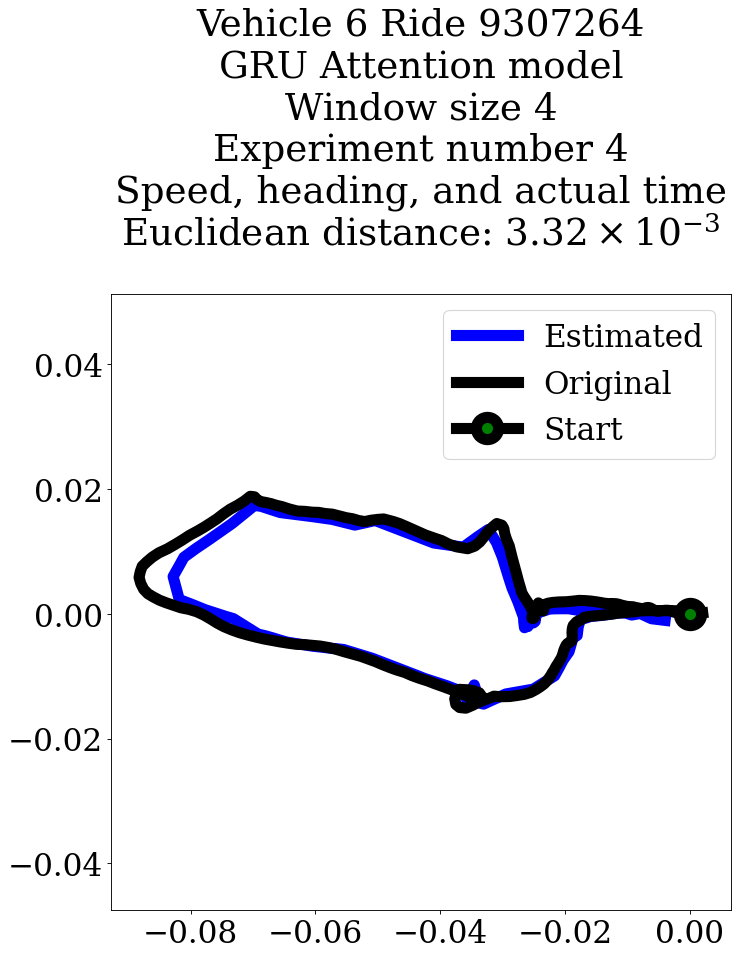 Vehicle 6 Ride 9307264
GRU Attention model
Window size 4
Experiment number 4
Speed, heading, and actual time
Euclidean distance: 3.32 × 10⁻³
Estimated
Original
Start
0.04
0.02
0.00
−0.02
−0.04
−0.08 −0.06 −0.04 −0.02 0.00